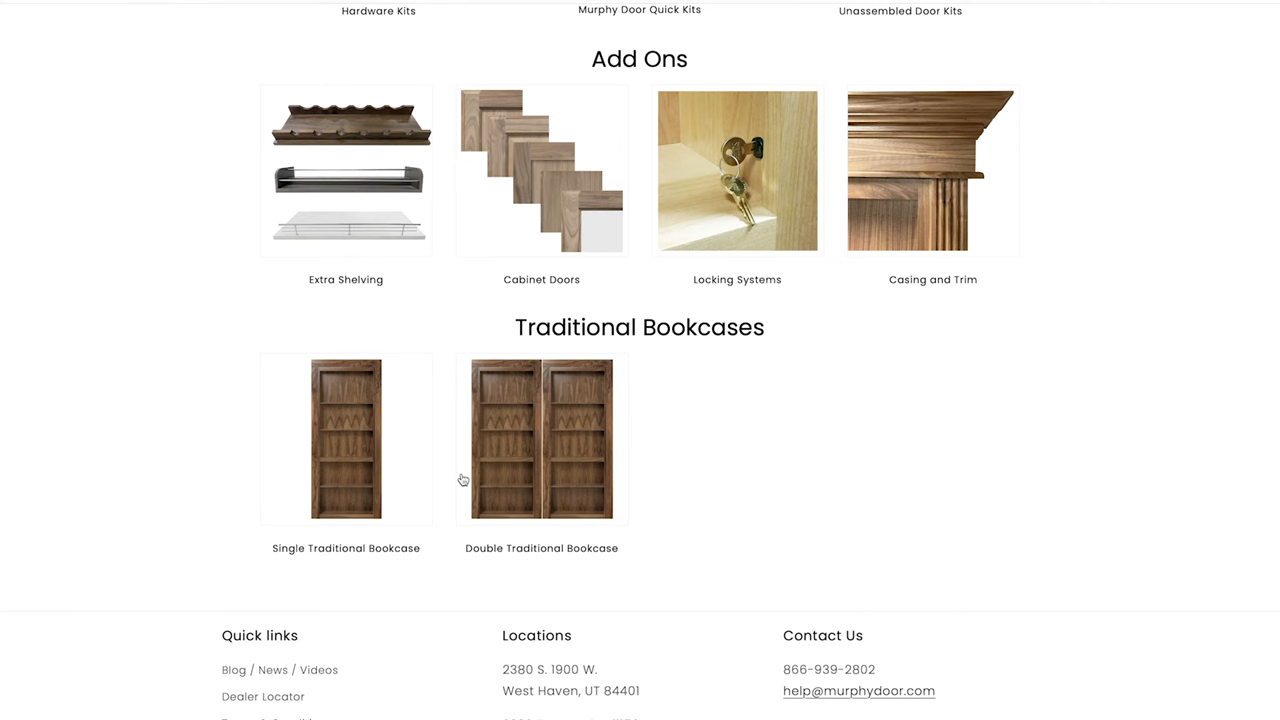 Hardware Kits
Murphy Door Quick Kits
Unassembled Door Kits
Add Ons
Extra Shelving
Cabinet Doors
Locking Systems
Casing and Trim
Traditional Bookcases
Single Traditional Bookcase
Double Traditional Bookcase
Quick links
Blog / News / Videos
Dealer Locator
Locations
2380 S. 1900 W.
West Haven, UT 84401
Contact Us
866-939-2802
help@murphydoor.com